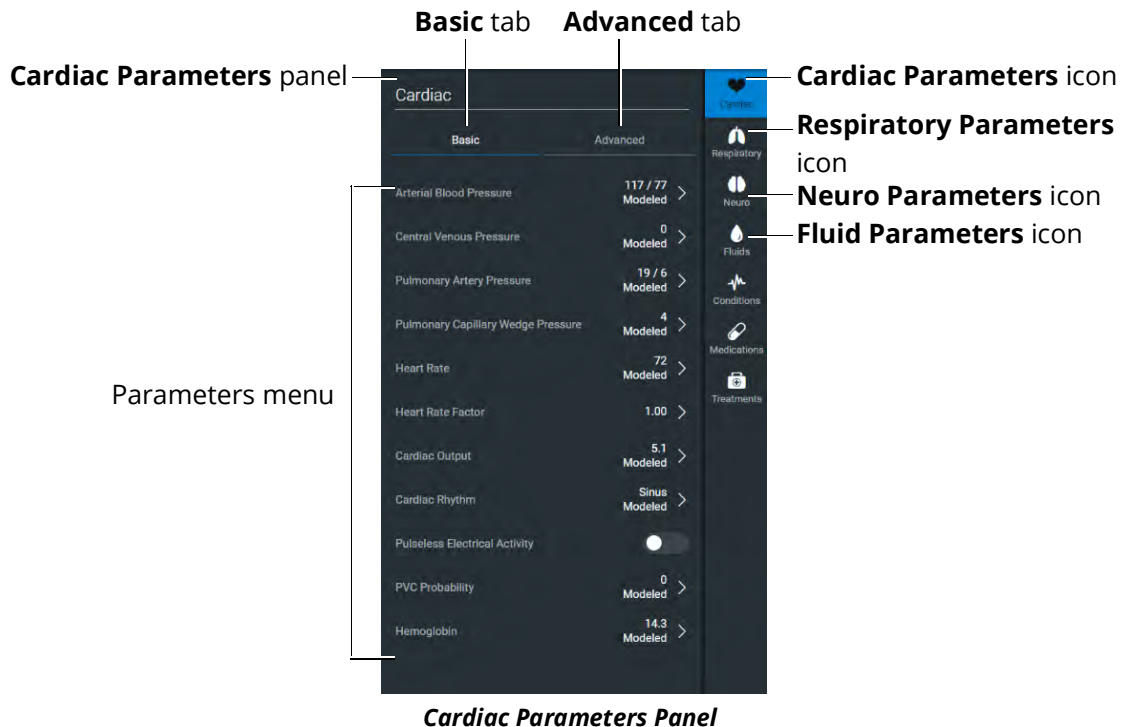 Basic tab
Advanced tab
Cardiac Parameters panel
Cardiac Parameters icon
Respiratory Parameters
icon
Neuro Parameters icon
Fluid Parameters icon
Parameters menu
Cardiac
Basic
Advanced
Arterial Blood Pressure
117 / 77
Modeled
Central Venous Pressure
0
Modeled
Pulmonary Artery Pressure
19 / 6
Modeled
Pulmonary Capillary Wedge Pressure
4
Modeled
Heart Rate
72
Modeled
Heart Rate Factor
1.00
Cardiac Output
5.1
Modeled
Cardiac Rhythm
Sinus
Modeled
Pulseless Electrical Activity
PVC Probability
0
Modeled
Hemoglobin
14.3
Modeled
Cardiac
Respiratory
Neuro
Fluids
Conditions
Medications
Treatments
Cardiac Parameters Panel